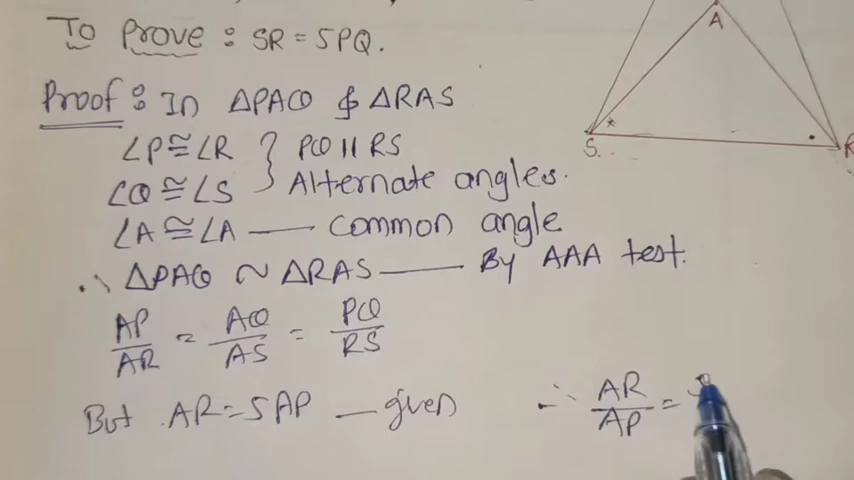 To Prove : SR = 5PQ.
Proof : In ΔPAQ & ΔRAS
∠P ≅ ∠R } PQ || RS
∠Q ≅ ∠S Alternate angles.
∠A ≅ ∠A — Common angle
∴ ΔPAQ ~ ΔRAS — By AAA test.
AP/AR = AQ/AS = PQ/RS
But AR = 5AP — given ∴ AR/AP =
A
S.
R